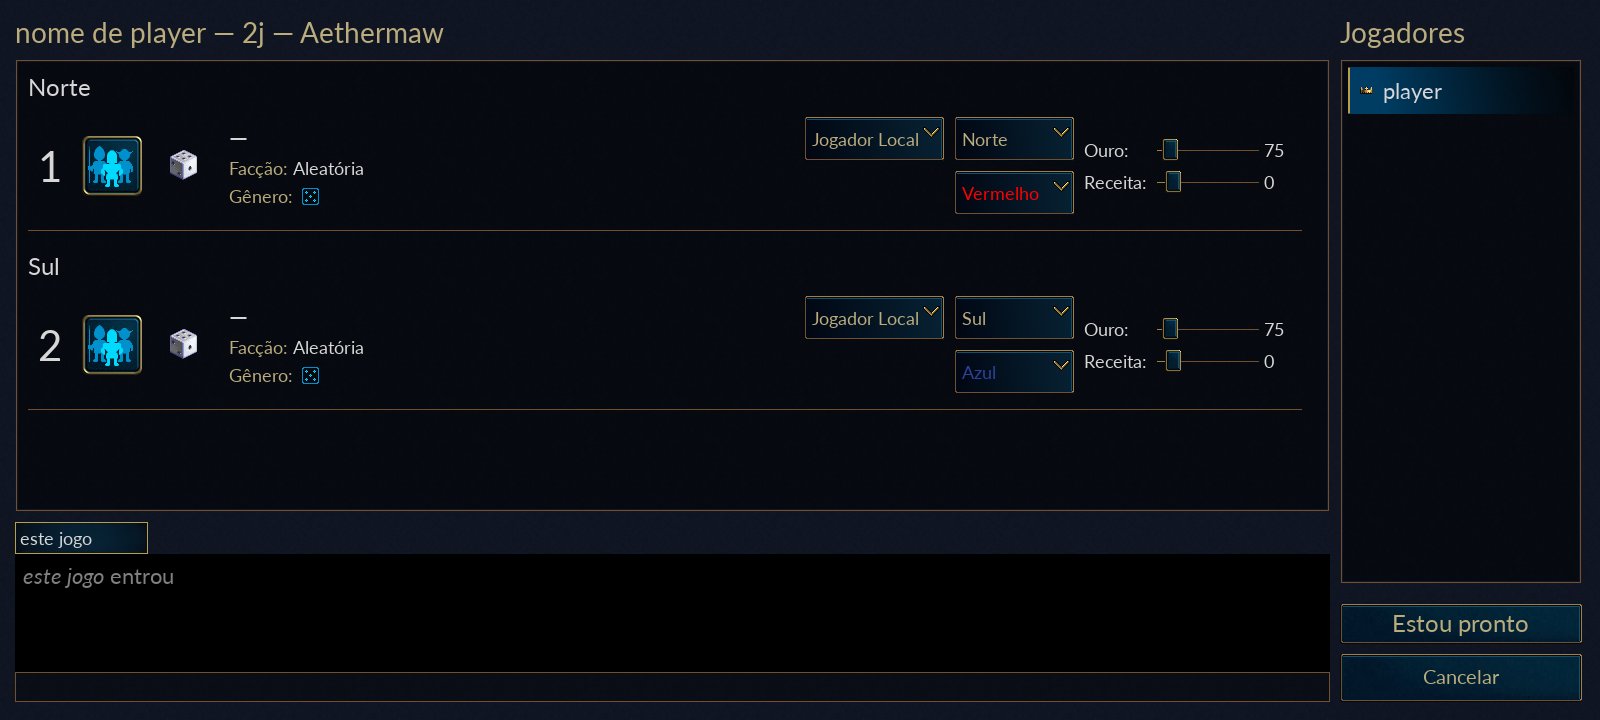 nome de player — 2j — Aethermaw
Norte
1
—
Facção: Aleatória
Gênero:
Jogador Local
Norte
Vermelho
Ouro: 75
Receita: 0
Sul
2
—
Facção: Aleatória
Gênero:
Jogador Local
Sul
Azul
Ouro: 75
Receita: 0
este jogo
este jogo entrou
Jogadores
player
Estou pronto
Cancelar